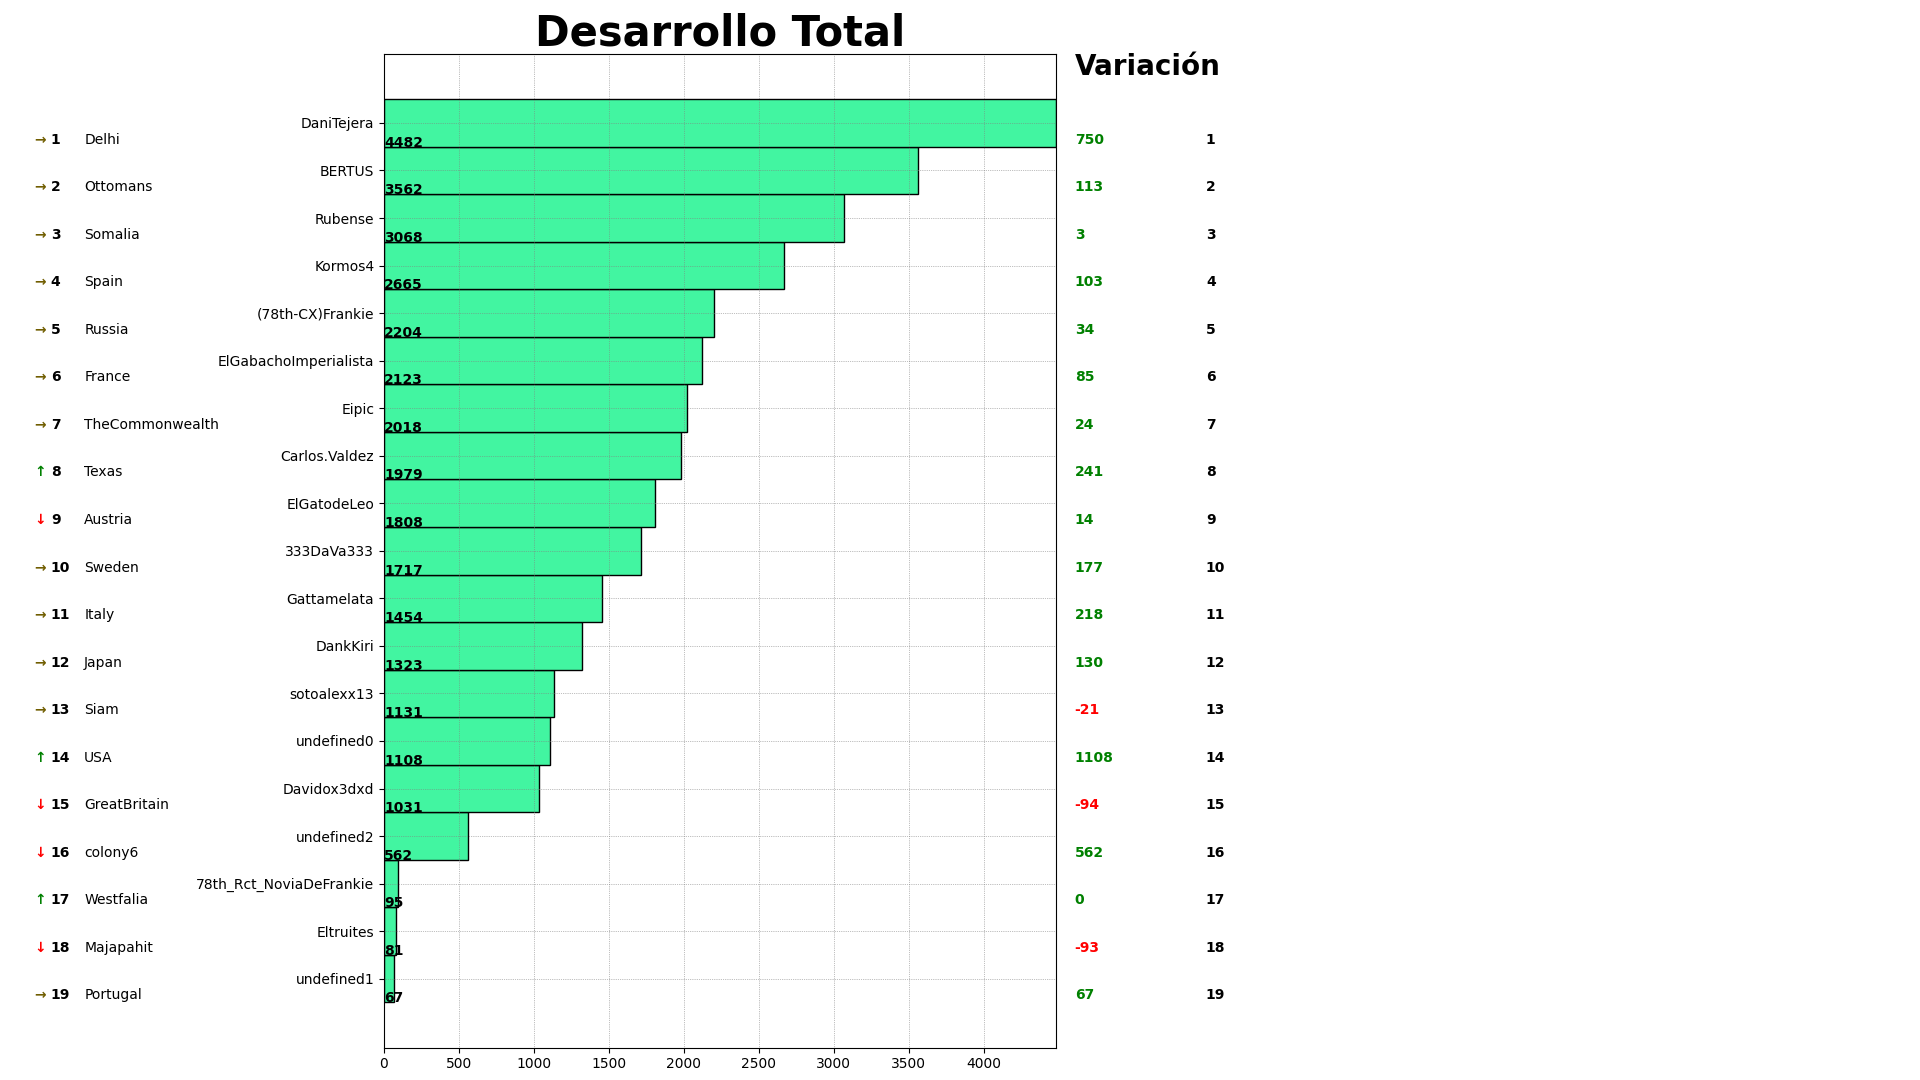 Desarrollo Total
Variación
→ 1 Delhi DaniTejera 4482 750 1
→ 2 Ottomans BERTUS 3562 113 2
→ 3 Somalia Rubense 3068 3 3
→ 4 Spain Kormos4 2665 103 4
→ 5 Russia (78th-CX)Frankie 2204 34 5
→ 6 France ElGabachoImperialista 2123 85 6
→ 7 TheCommonwealth Eipic 2018 24 7
↑ 8 Texas Carlos.Valdez 1979 241 8
↓ 9 Austria ElGatodeLeo 1808 14 9
→ 10 Sweden 333DaVa333 1717 177 10
→ 11 Italy Gattamelata 1454 218 11
→ 12 Japan DankKiri 1323 130 12
→ 13 Siam sotoalexx13 1131 -21 13
↑ 14 USA undefined0 1108 1108 14
↓ 15 GreatBritain Davidox3dxd 1031 -94 15
↓ 16 colony6 undefined2 562 562 16
↑ 17 Westfalia 78th_Rct_NoviaDeFrankie 95 0 17
↓ 18 Majapahit Eltruites 81 -93 18
→ 19 Portugal undefined1 67 67 19
0 500 1000 1500 2000 2500 3000 3500 4000